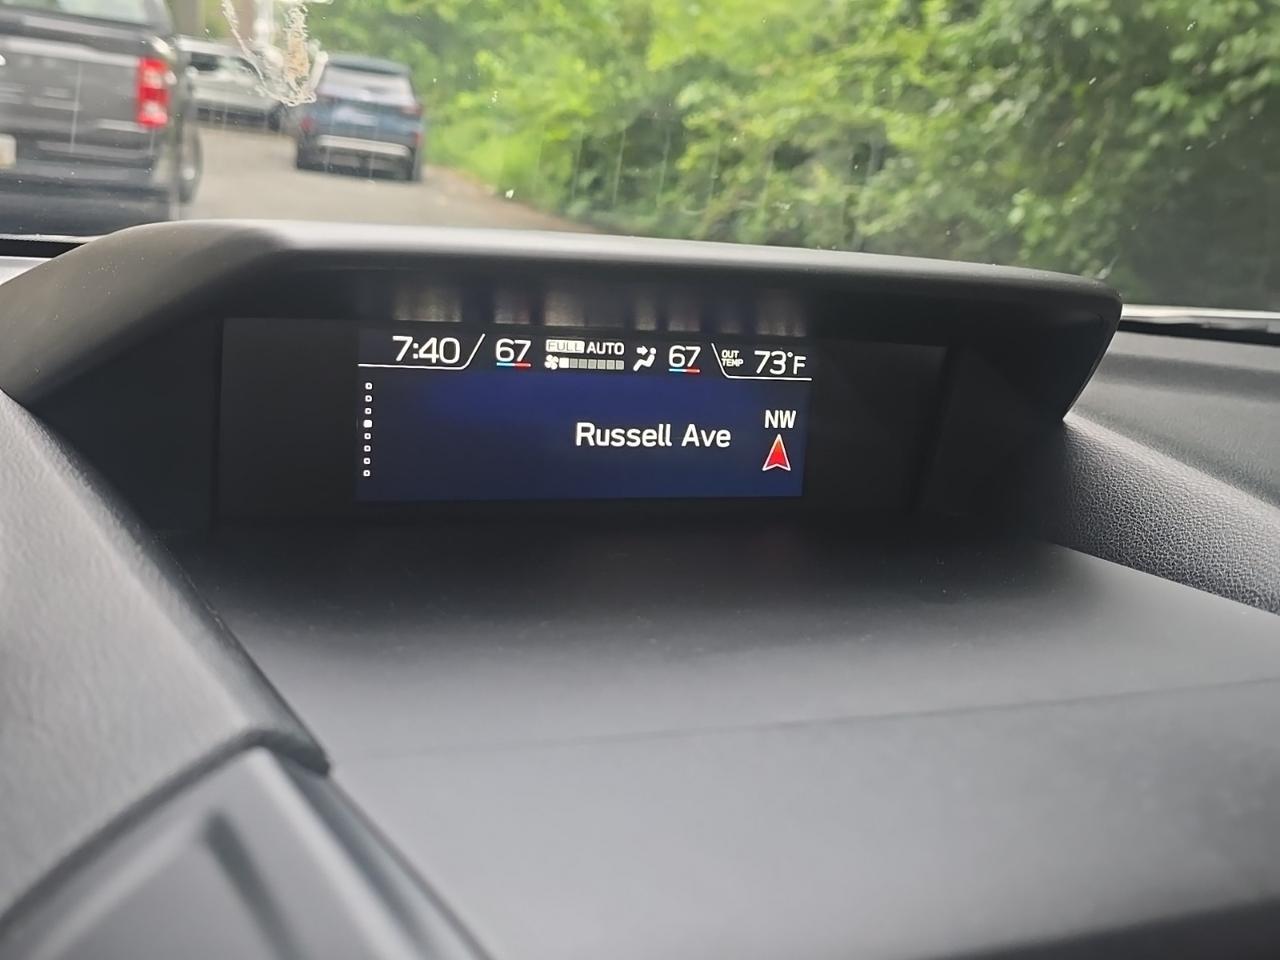 7:40 67 FULL AUTO 67 OUT TEMP 73°F
NW
Russell Ave